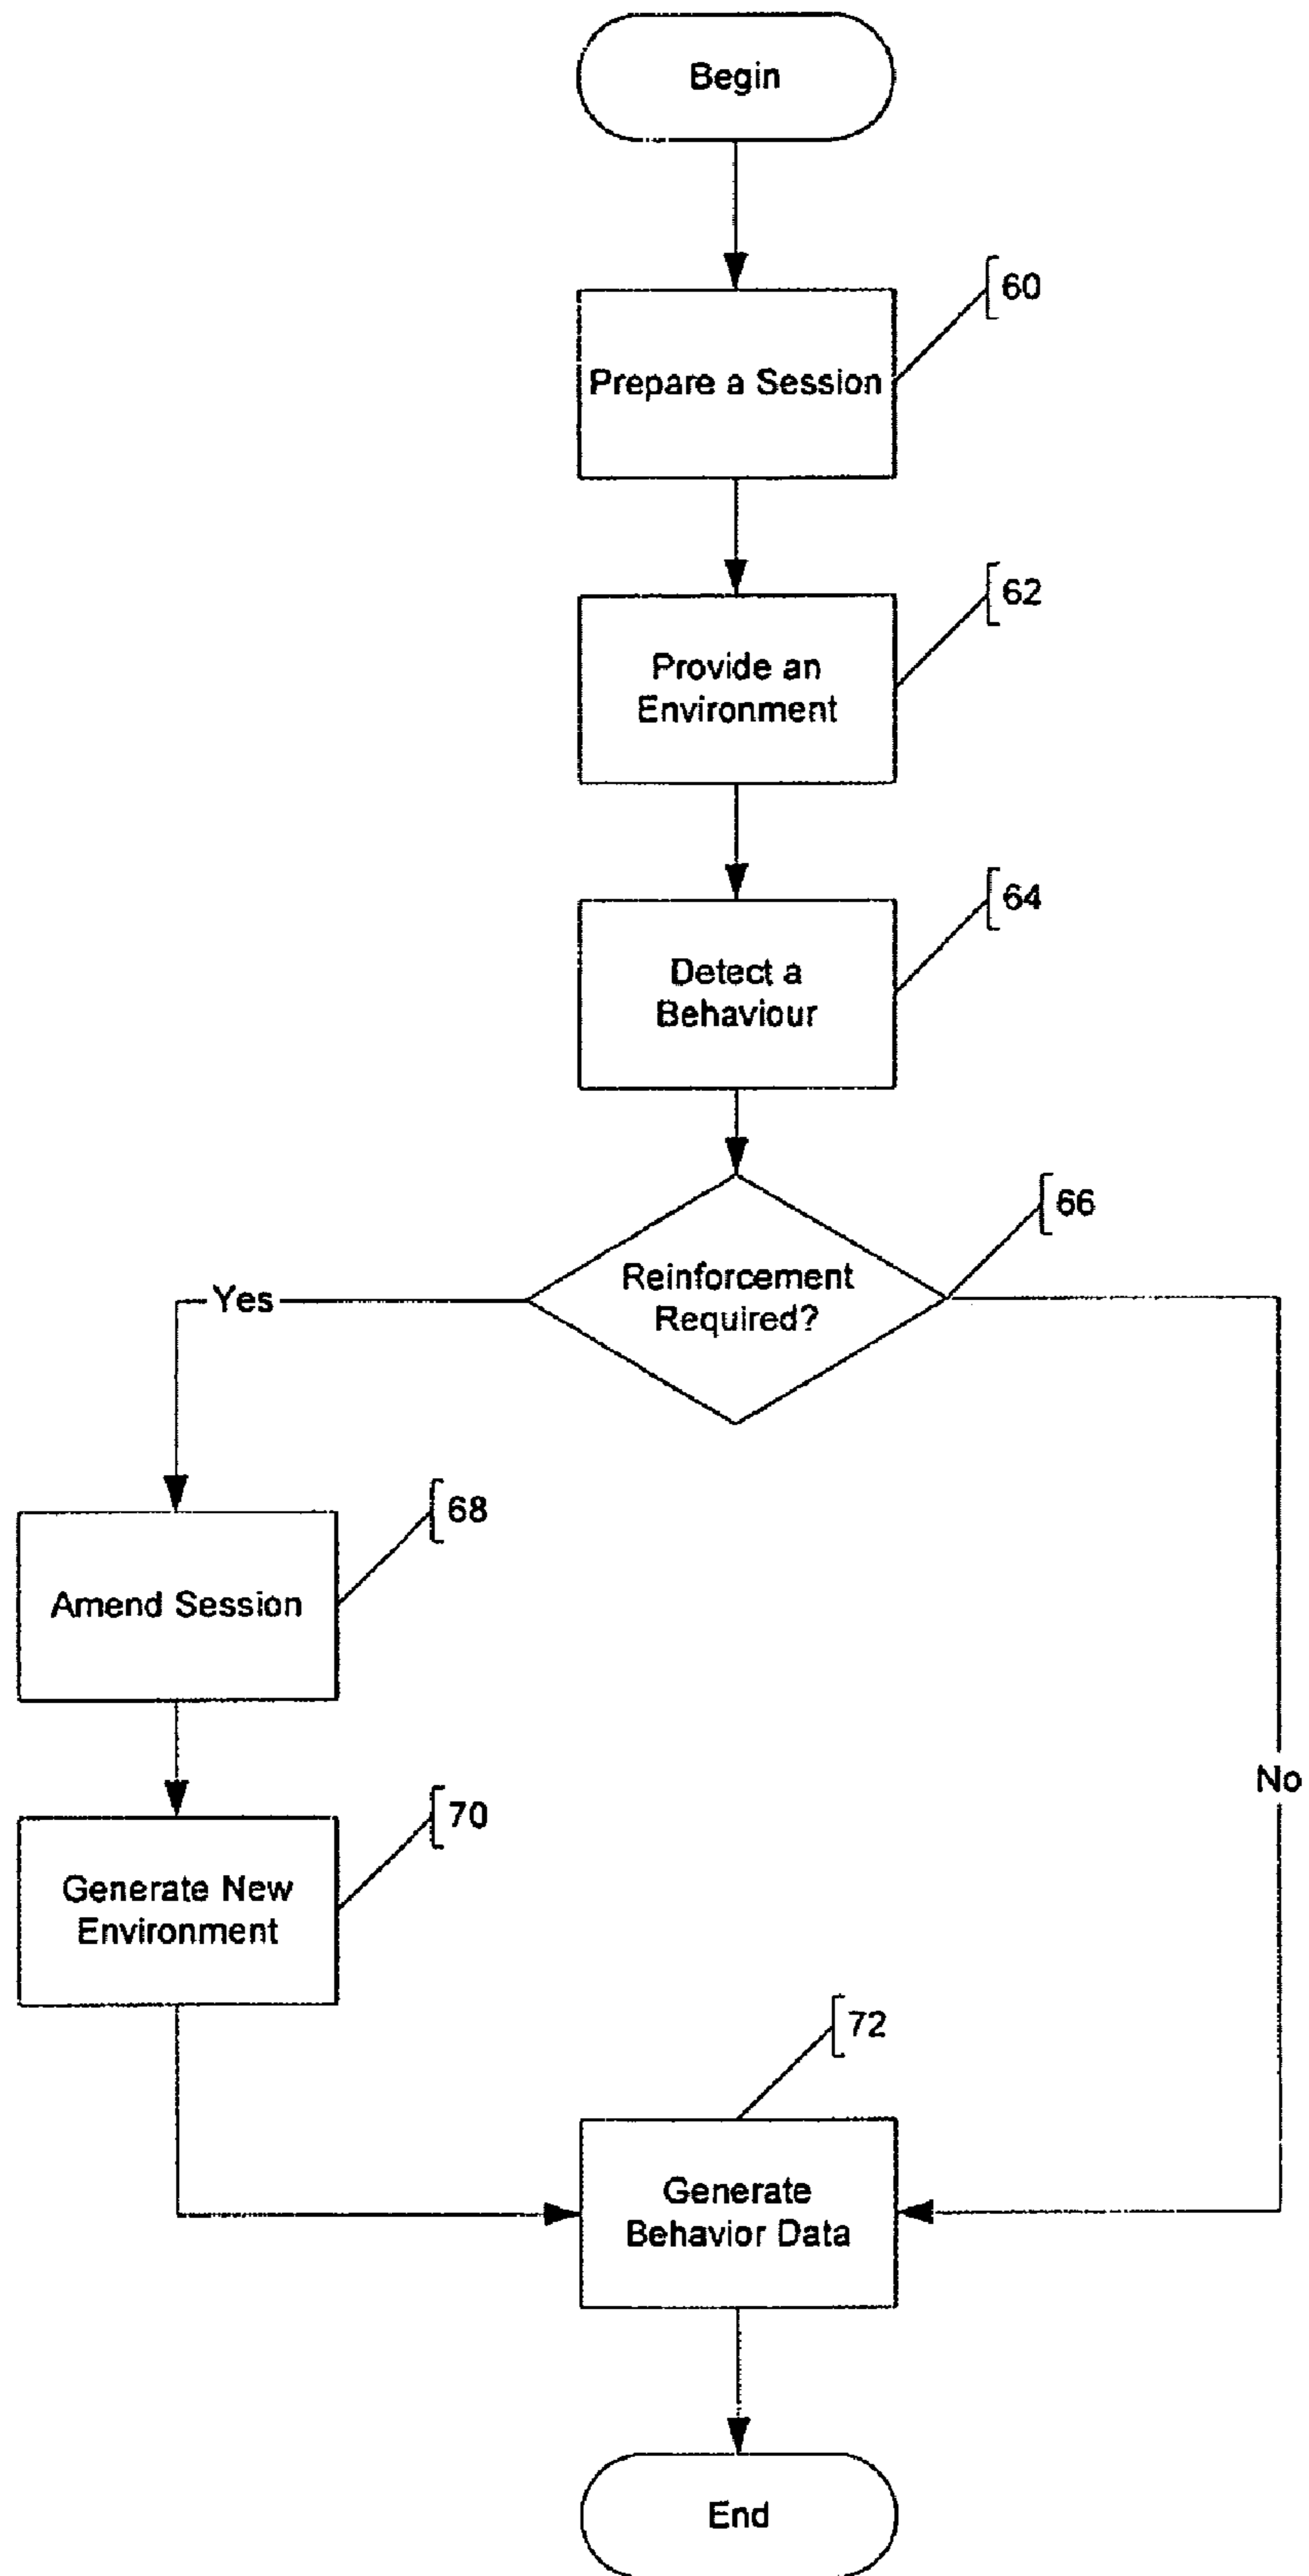 Begin
60
Prepare a Session
62
Provide an
Environment
64
Detect a
Behaviour
66
Reinforcement
Required?
Yes
68
Amend Session
No
70
Generate New
Environment
72
Generate
Behavior Data
End